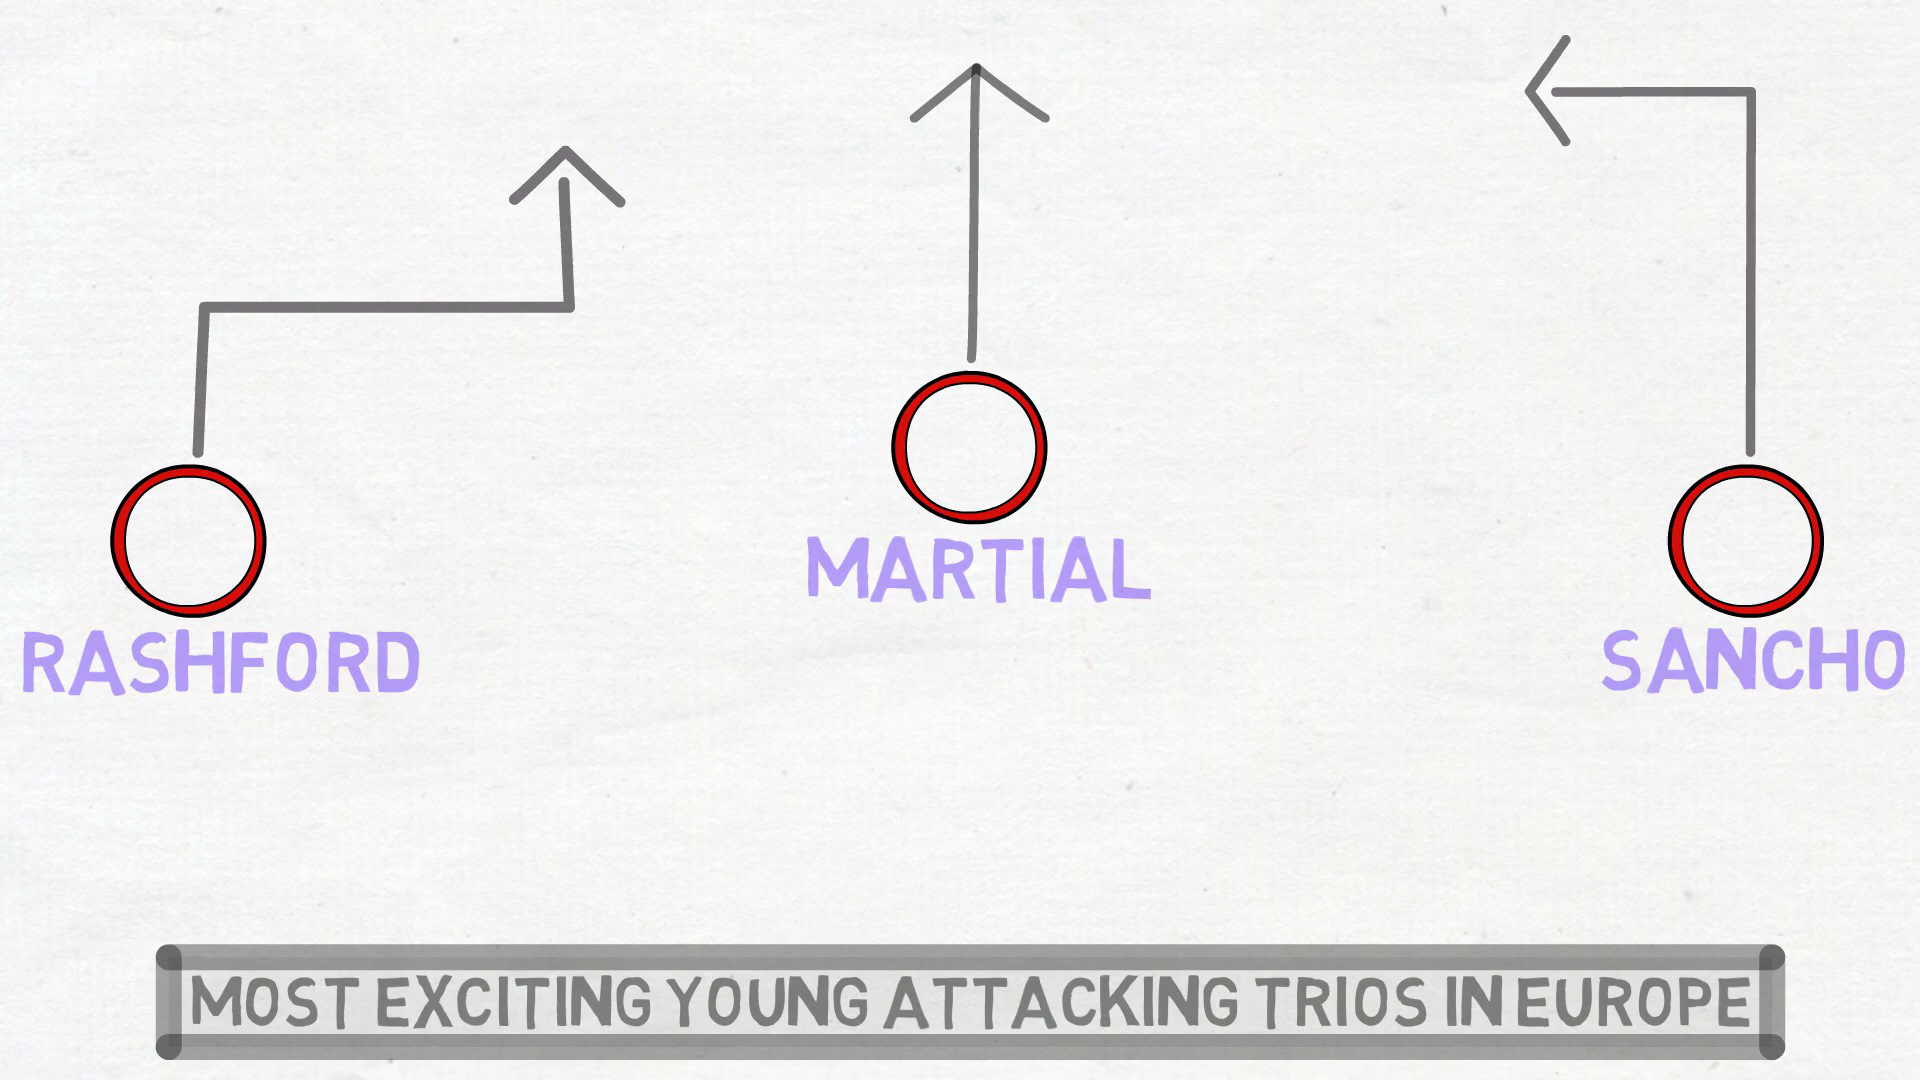 MARTIAL
RASHFORD
SANCHO
MOST EXCITING YOUNG ATTACKING TRIOS IN EUROPE